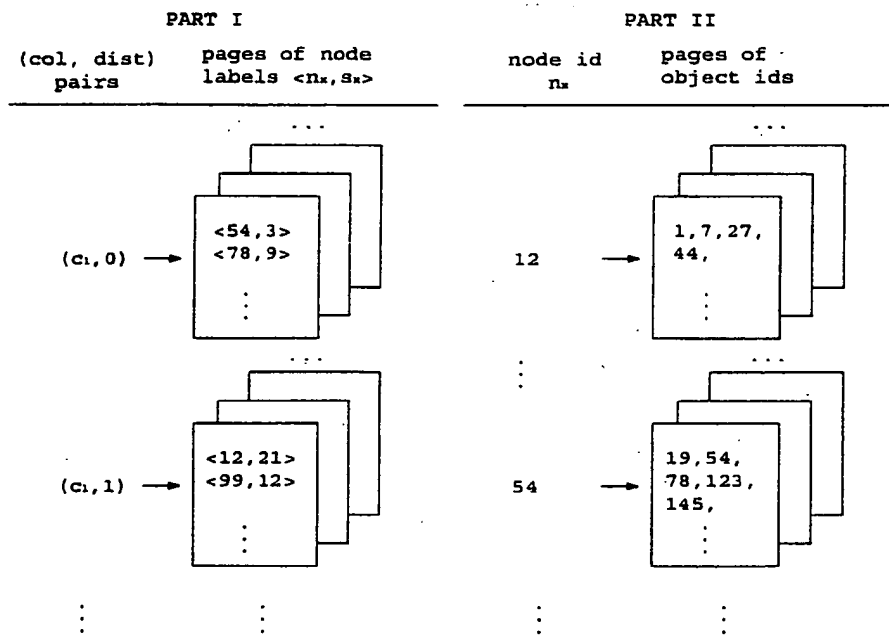 PART I
(col, dist) pairs
pages of node labels <nx,sx>
(c1,0)
<54,3>
<78,9>
(c1,1)
<12,21>
<99,12>
PART II
node id nx
pages of object ids
12
1,7,27,
44,
54
19,54,
78,123,
145,